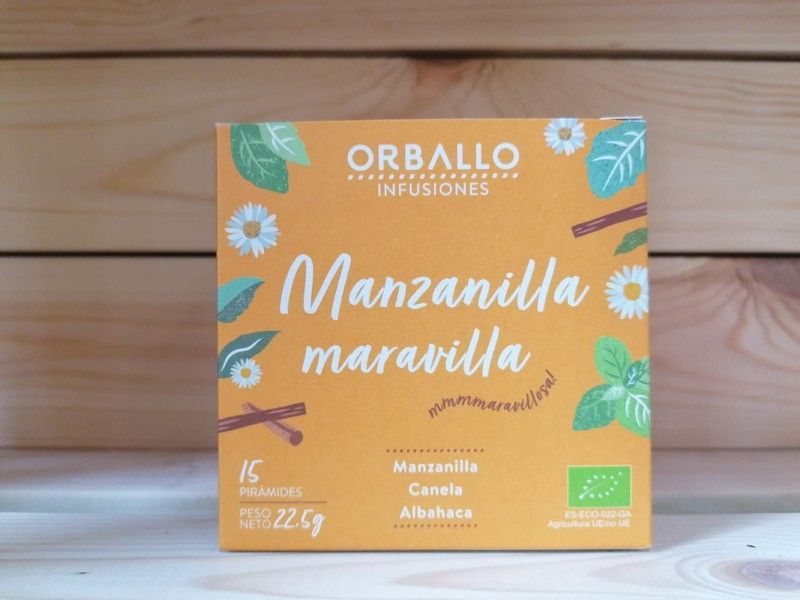 ORBALLO
INFUSIONES
Manzanilla
maravilla
mmmmaravillosa!
Manzanilla
Canela
Albahaca
15
PIRÁMIDES
PESO
NETO 22.5g
ES-ECO-022-GA
Agricultura UE/no UE